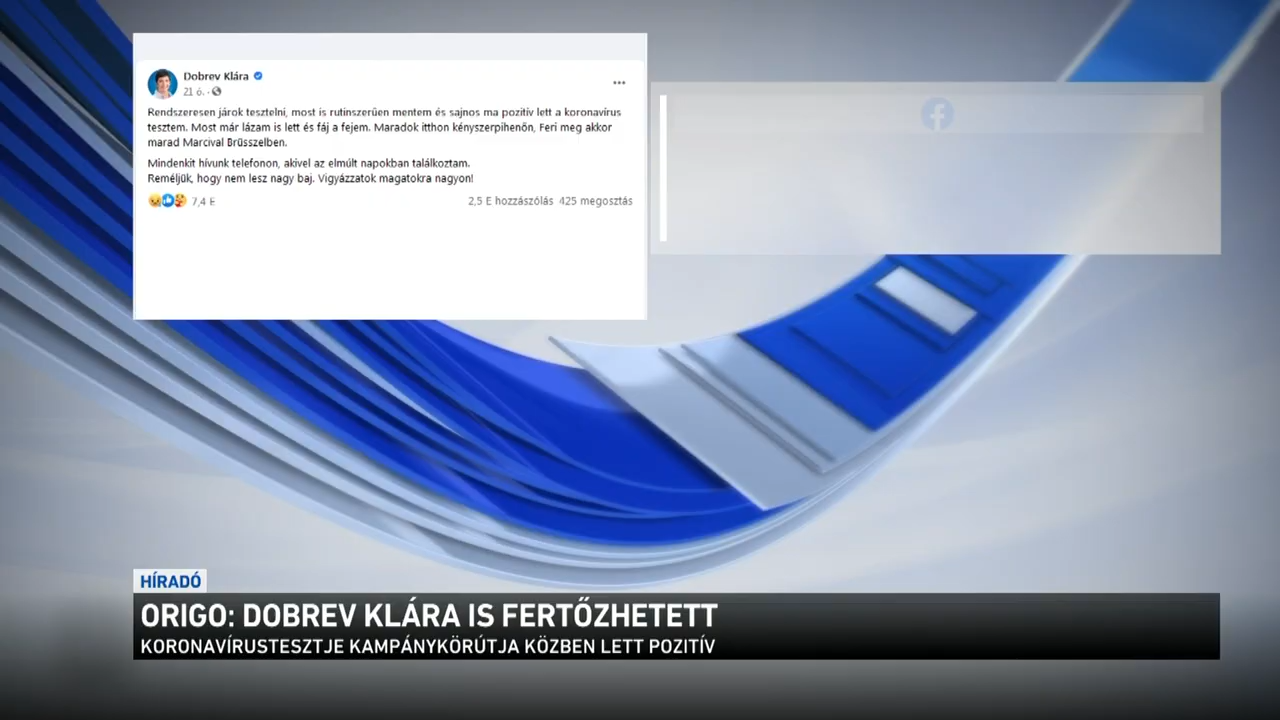 Dobrev Klára
21 ó. ·
Rendszeresen járok tesztelni, most is rutinszerűen mentem és sajnos ma pozitív lett a koronavírus
tesztem. Most már lázam is lett és fáj a fejem. Maradok itthon kényszerpihenőn, Feri meg akkor
marad Marcival Brüsszelben.
Mindenkit hívunk telefonon, akivel az elmúlt napokban találkoztam.
Reméljük, hogy nem lesz nagy baj. Vigyázzatok magatokra nagyon!
7,4 E 2,5 E hozzászólás 425 megosztás
HÍRADÓ
ORIGO: DOBREV KLÁRA IS FERTŐZHETETT
KORONAVÍRUSTESZTJE KAMPÁNYKÖRÚTJA KÖZBEN LETT POZITÍV